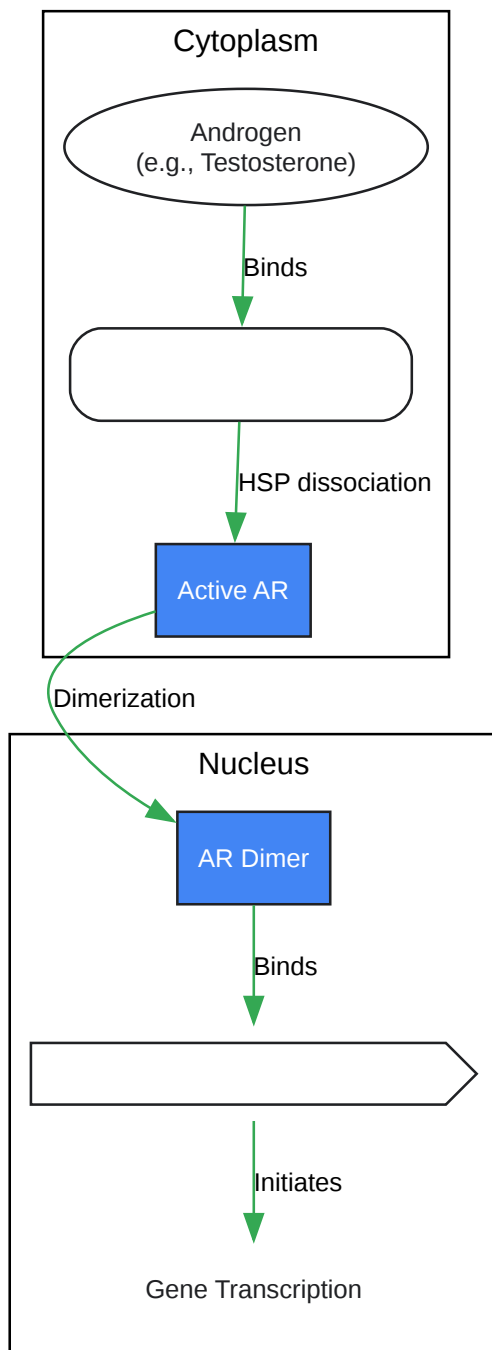 Cytoplasm
Androgen
(e.g., Testosterone)
Binds
HSP dissociation
Active AR
Dimerization
Nucleus
AR Dimer
Binds
Initiates
Gene Transcription